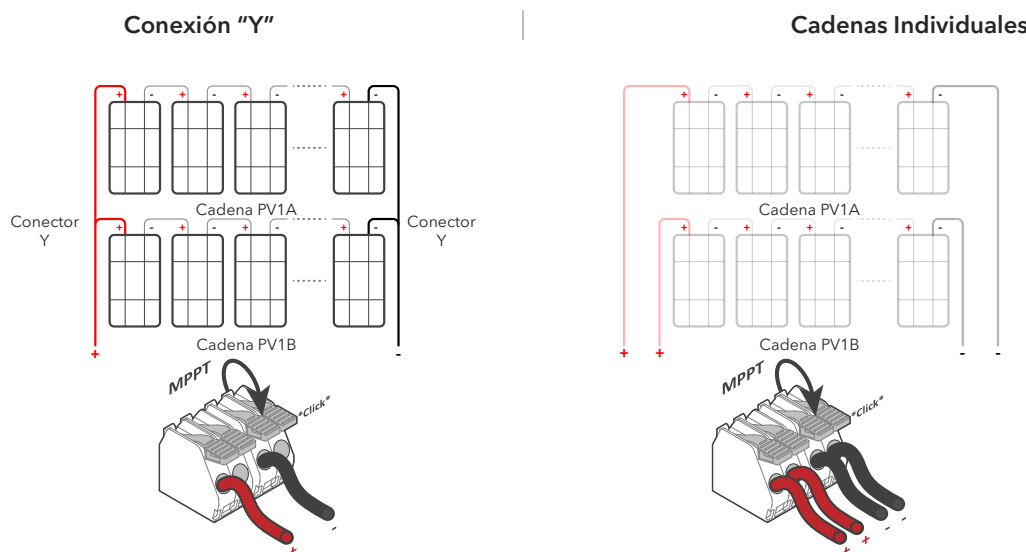 Conexión “Y”
+ - + - + - + -
Cadena PV1A
Conector
Y
Conector
Y
+ - + - + - + -
Cadena PV1B
+ -
MPPT
*Click*
+ -
Cadenas Individuales
+ - + - + - + -
Cadena PV1A
+ - + - + - + -
Cadena PV1B
+ + - -
MPPT
*Click*
+ + - -